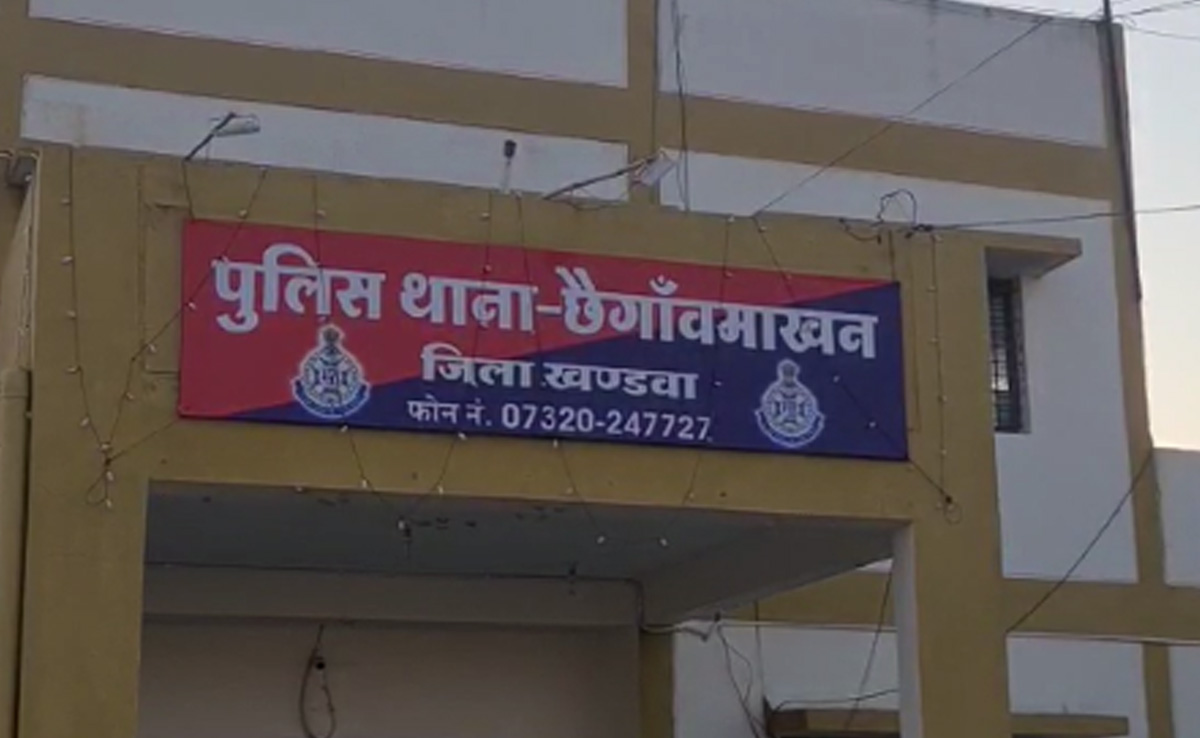 पुलिस थाना-छैगाँवमाखन
जिला खण्डवा
फोन नं. 07320-247727